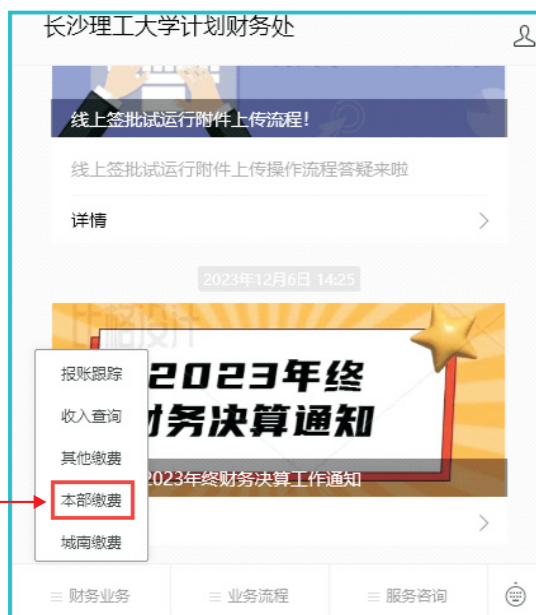 长沙理工大学计划财务处
线上签批试运行附件上传流程!
线上签批试运行附件上传操作流程答疑来啦
详情
2023年12月6日 14:25
2023年终
财务决算通知
2023年终财务决算工作通知
报账跟踪
收入查询
其他缴费
本部缴费
城南缴费
财务业务
业务流程
服务咨询